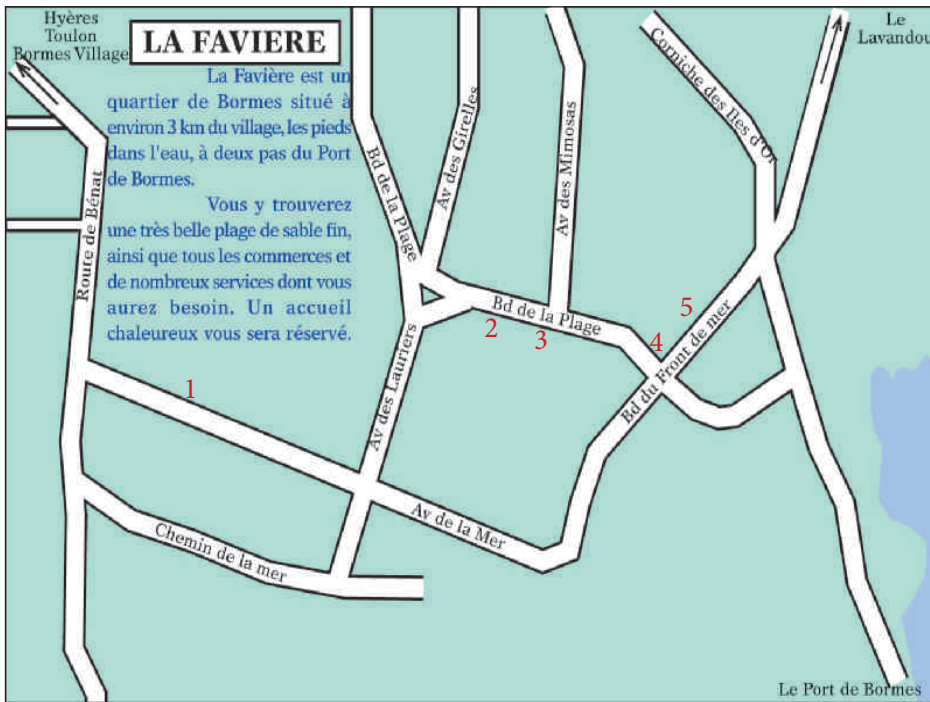 Hyères
Toulon
Bormes Village
LA FAVIERE
Le
Lavandou
La Favière est un
quartier de Bormes situé à
environ 3 km du village, les pieds
dans l'eau, à deux pas du Port
de Bormes.
Vous y trouverez
une très belle plage de sable fin,
ainsi que tous les commerces et
de nombreux services dont vous
aurez besoin. Un accueil
chaleureux vous sera réservé.
Route de Bénat
Bd de la Plage
Av des Girelles
Av des Mimosas
Corniche des Iles d'Or
Bd de la Plage
Av des Lauriers
Bd du Front de mer
Av de la Mer
Chemin de la mer
1
2
3
4
5
Le Port de Bormes